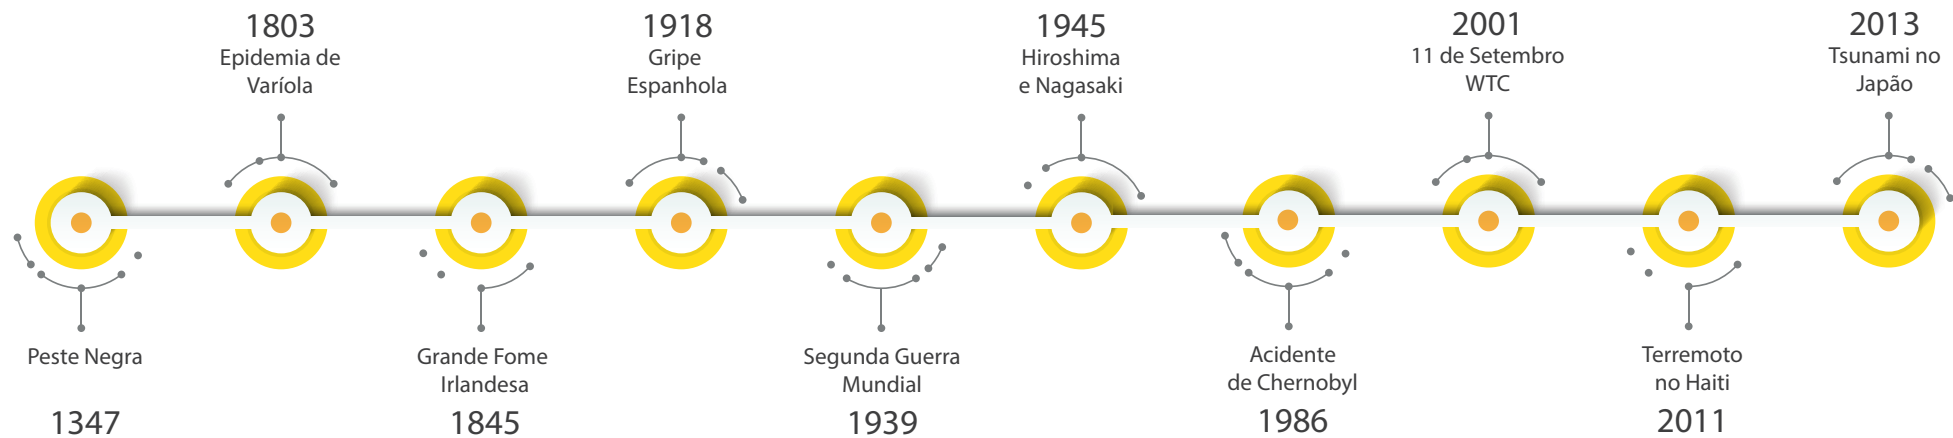 1803
Epidemia de
Varíola
1918
Gripe
Espanhola
1945
Hiroshima
e Nagasaki
2001
11 de Setembro
WTC
2013
Tsunami no
Japão
Peste Negra
1347
Grande Fome
Irlandesa
1845
Segunda Guerra
Mundial
1939
Acidente
de Chernobyl
1986
Terremoto
no Haiti
2011